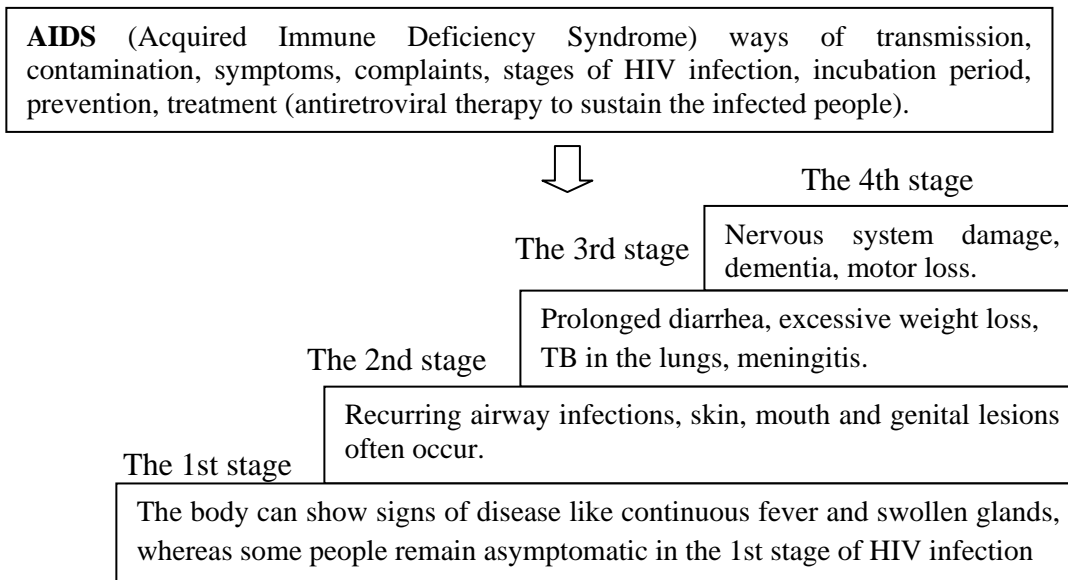 AIDS (Acquired Immune Deficiency Syndrome) ways of transmission,
contamination, symptoms, complaints, stages of HIV infection, incubation period,
prevention, treatment (antiretroviral therapy to sustain the infected people).
The 4th stage
Nervous system damage,
dementia, motor loss.
The 3rd stage
Prolonged diarrhea, excessive weight loss,
TB in the lungs, meningitis.
The 2nd stage
Recurring airway infections, skin, mouth and genital lesions
often occur.
The 1st stage
The body can show signs of disease like continuous fever and swollen glands,
whereas some people remain asymptomatic in the 1st stage of HIV infection